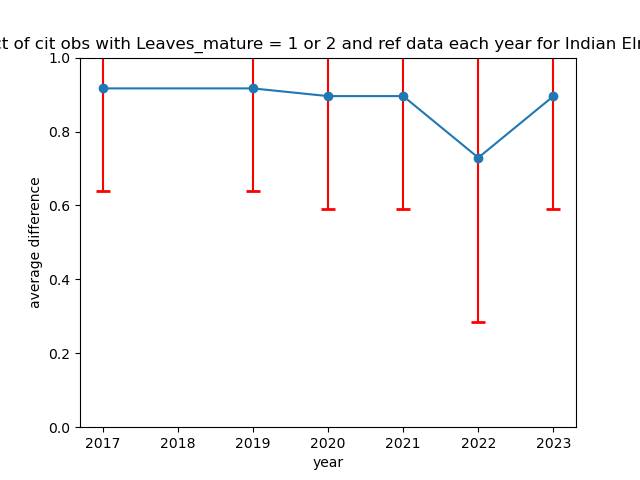 of cit obs with Leaves_mature = 1 or 2 and ref data each year for Indian
1.0
0.8
0.6
0.4
0.2
0.0
average difference
2017 2018 2019 2020 2021 2022 2023
year